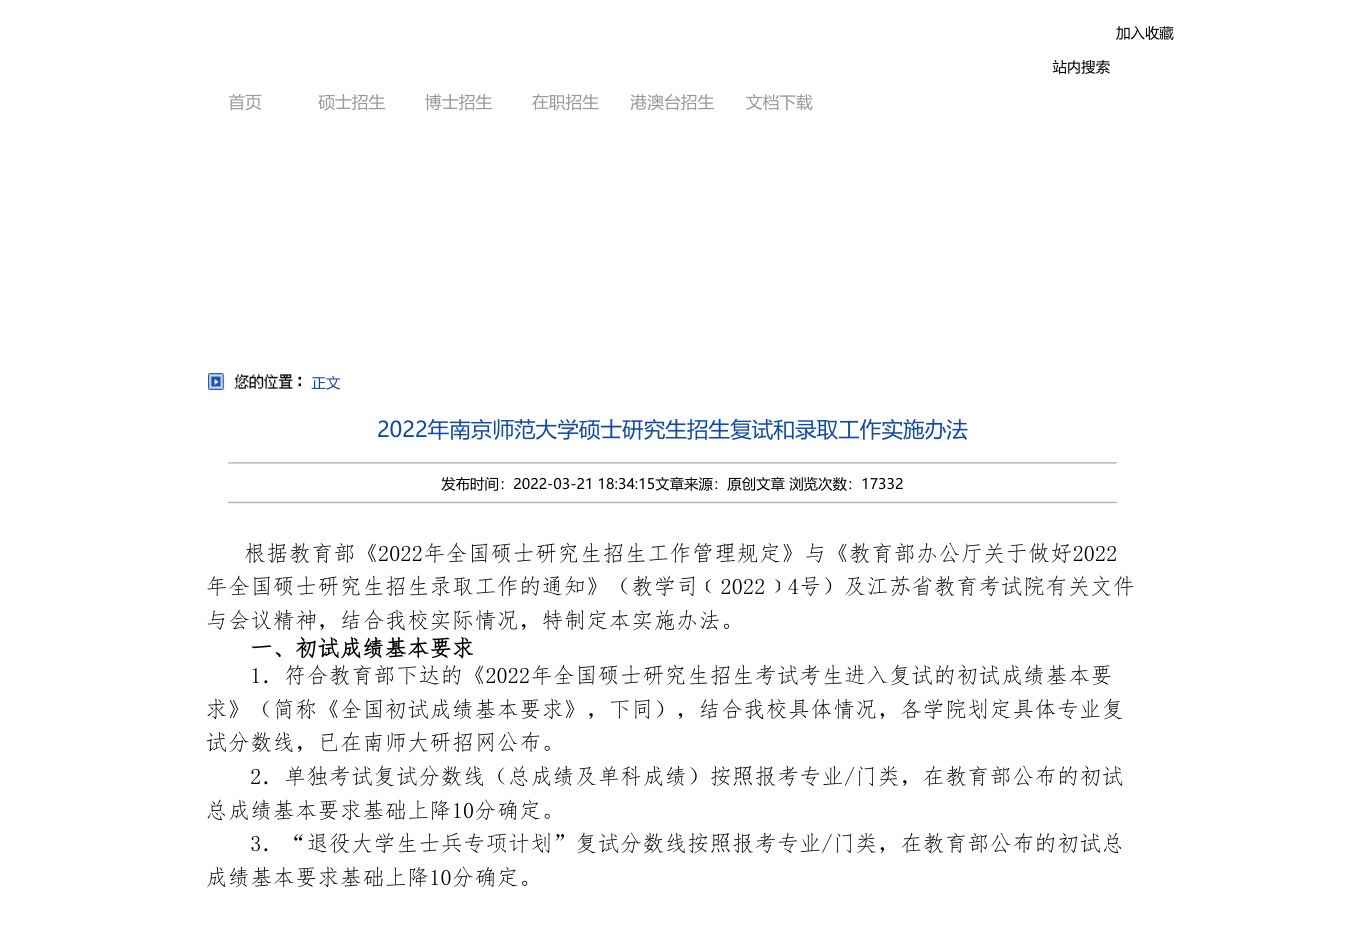 加入收藏
站内搜索
首页 硕士招生 博士招生 在职招生 港澳台招生 文档下载
您的位置： 正文
2022年南京师范大学硕士研究生招生复试和录取工作实施办法
发布时间：2022-03-21 18:34:15文章来源：原创文章 浏览次数：17332
根据教育部《2022年全国硕士研究生招生工作管理规定》与《教育部办公厅关于做好2022
年全国硕士研究生招生录取工作的通知》（教学司﹝2022﹞4号）及江苏省教育考试院有关文件
与会议精神，结合我校实际情况，特制定本实施办法。
一、初试成绩基本要求
1．符合教育部下达的《2022年全国硕士研究生招生考试考生进入复试的初试成绩基本要
求》（简称《全国初试成绩基本要求》，下同），结合我校具体情况，各学院划定具体专业复
试分数线，已在南师大研招网公布。
2．单独考试复试分数线（总成绩及单科成绩）按照报考专业/门类，在教育部公布的初试
总成绩基本要求基础上降10分确定。
3．“退役大学生士兵专项计划”复试分数线按照报考专业/门类，在教育部公布的初试总
成绩基本要求基础上降10分确定。